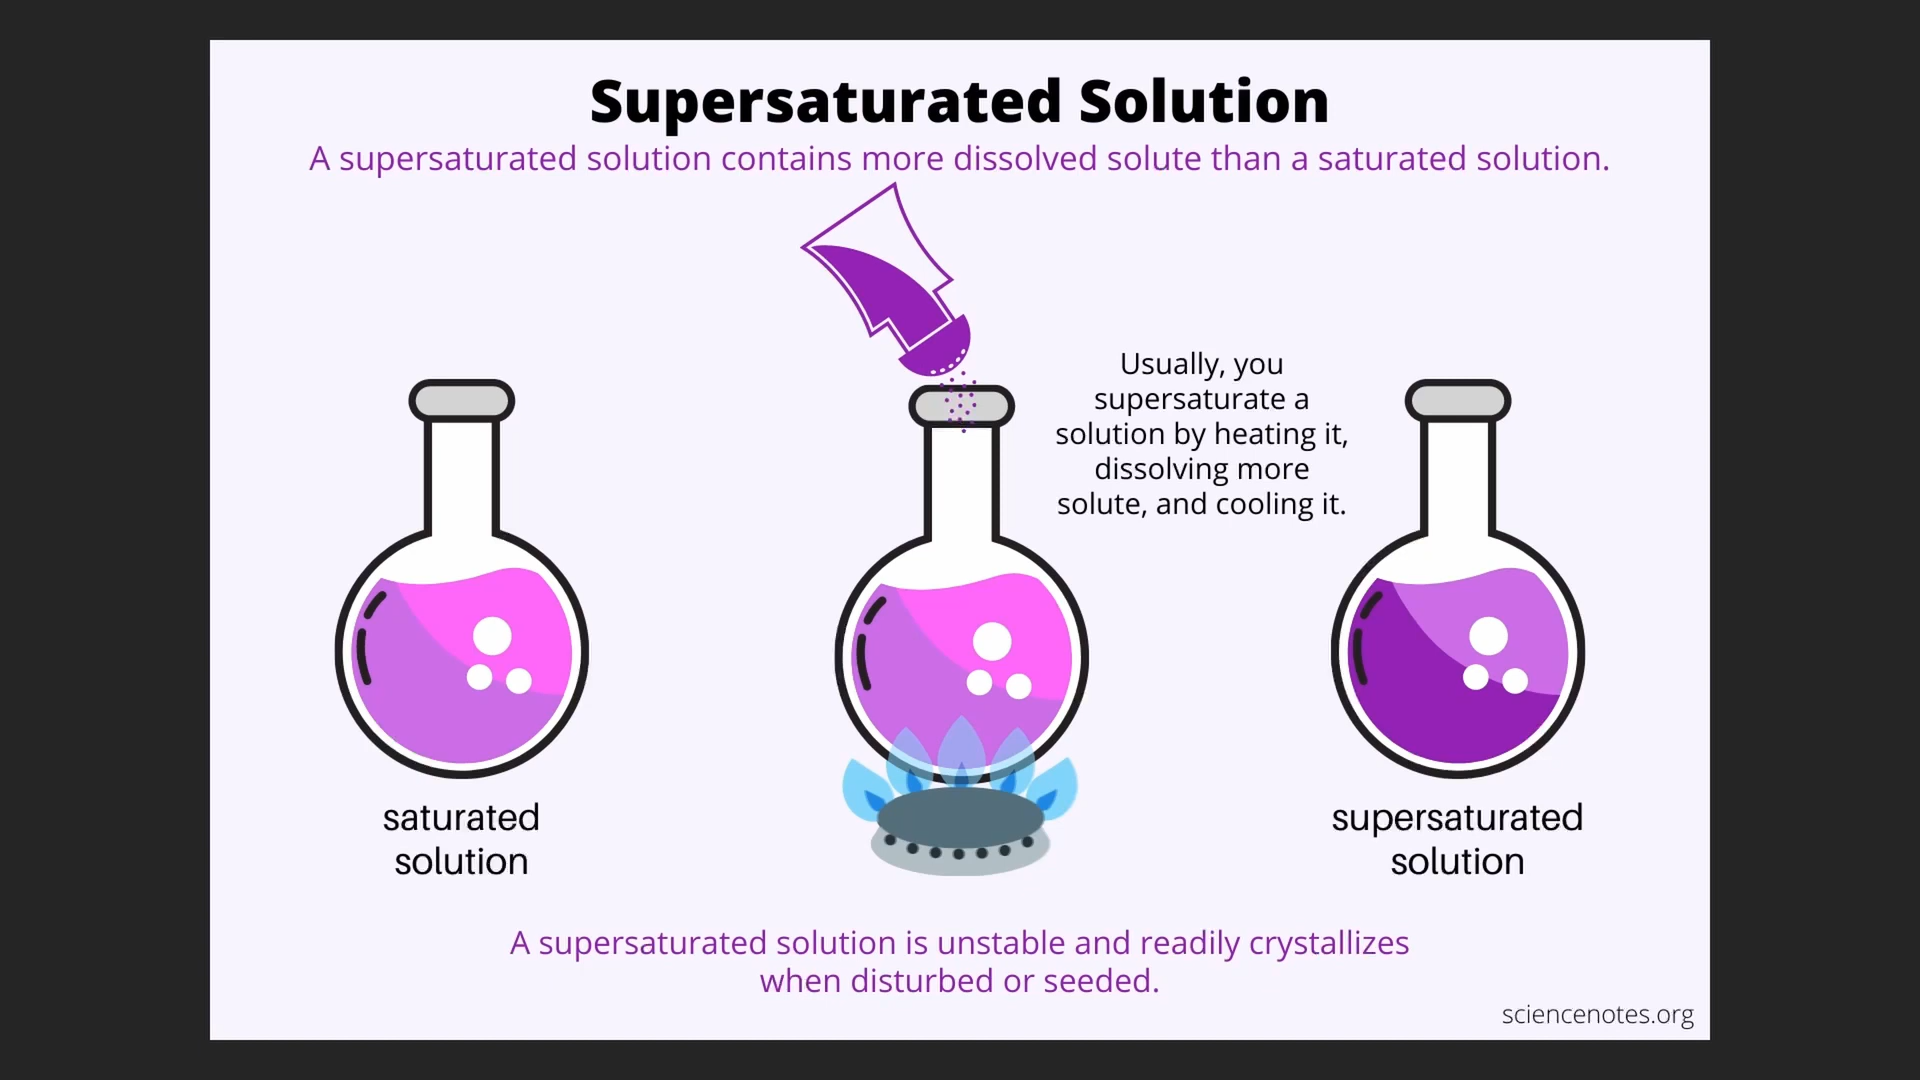 Supersaturated Solution
A supersaturated solution contains more dissolved solute than a saturated solution.
Usually, you
supersaturate a
solution by heating it,
dissolving more
solute, and cooling it.
saturated
solution
supersaturated
solution
A supersaturated solution is unstable and readily crystallizes
when disturbed or seeded.
sciencenotes.org